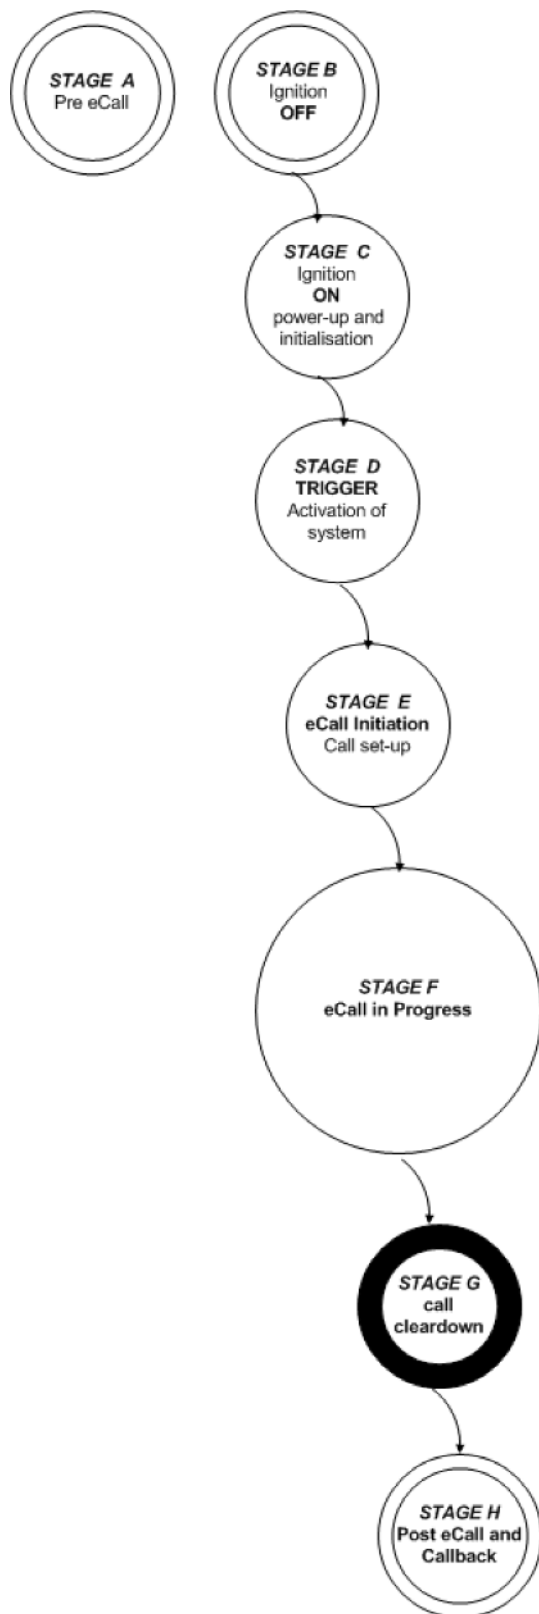 STAGE A
Pre eCall
STAGE B
Ignition
OFF
STAGE C
Ignition
ON
power-up and
initialisation
STAGE D
TRIGGER
Activation of
system
STAGE E
eCall Initiation
Call set-up
STAGE F
eCall in Progress
STAGE G
call
cleardown
STAGE H
Post eCall and
Callback